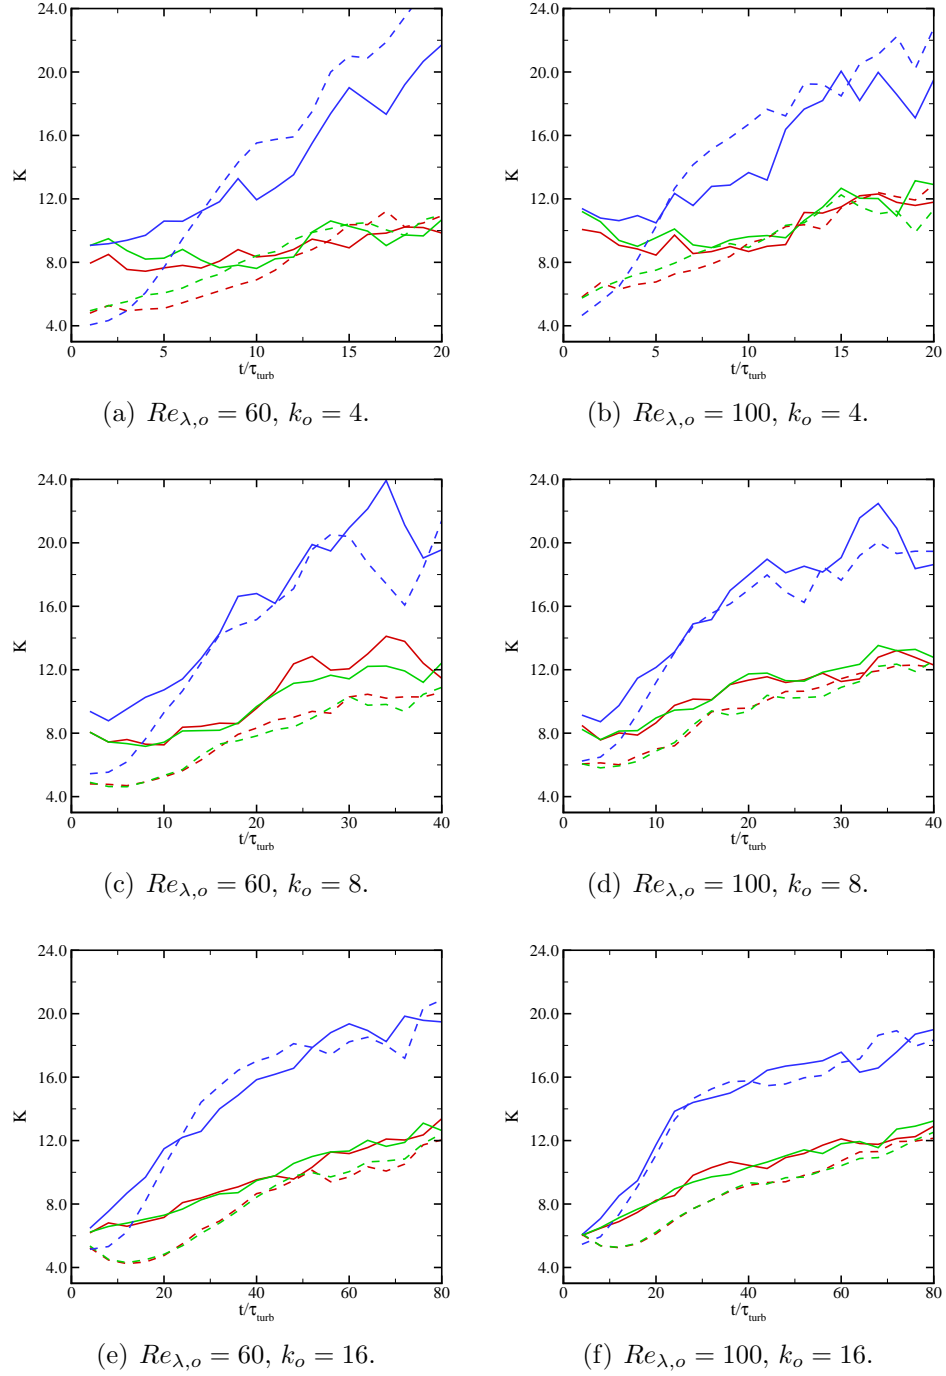 24.0
20.0
16.0
12.0
8.0
4.0
K
0 5 10 15 20
t/τturb
(a) Reλ,o = 60, ko = 4.
24.0
20.0
16.0
12.0
8.0
4.0
K
0 5 10 15 20
t/τturb
(b) Reλ,o = 100, ko = 4.
24.0
20.0
16.0
12.0
8.0
4.0
K
0 10 20 30 40
t/τturb
(c) Reλ,o = 60, ko = 8.
24.0
20.0
16.0
12.0
8.0
4.0
K
0 10 20 30 40
t/τturb
(d) Reλ,o = 100, ko = 8.
24.0
20.0
16.0
12.0
8.0
4.0
K
0 20 40 60 80
t/τturb
(e) Reλ,o = 60, ko = 16.
24.0
20.0
16.0
12.0
8.0
4.0
K
0 20 40 60 80
t/τturb
(f) Reλ,o = 100, ko = 16.